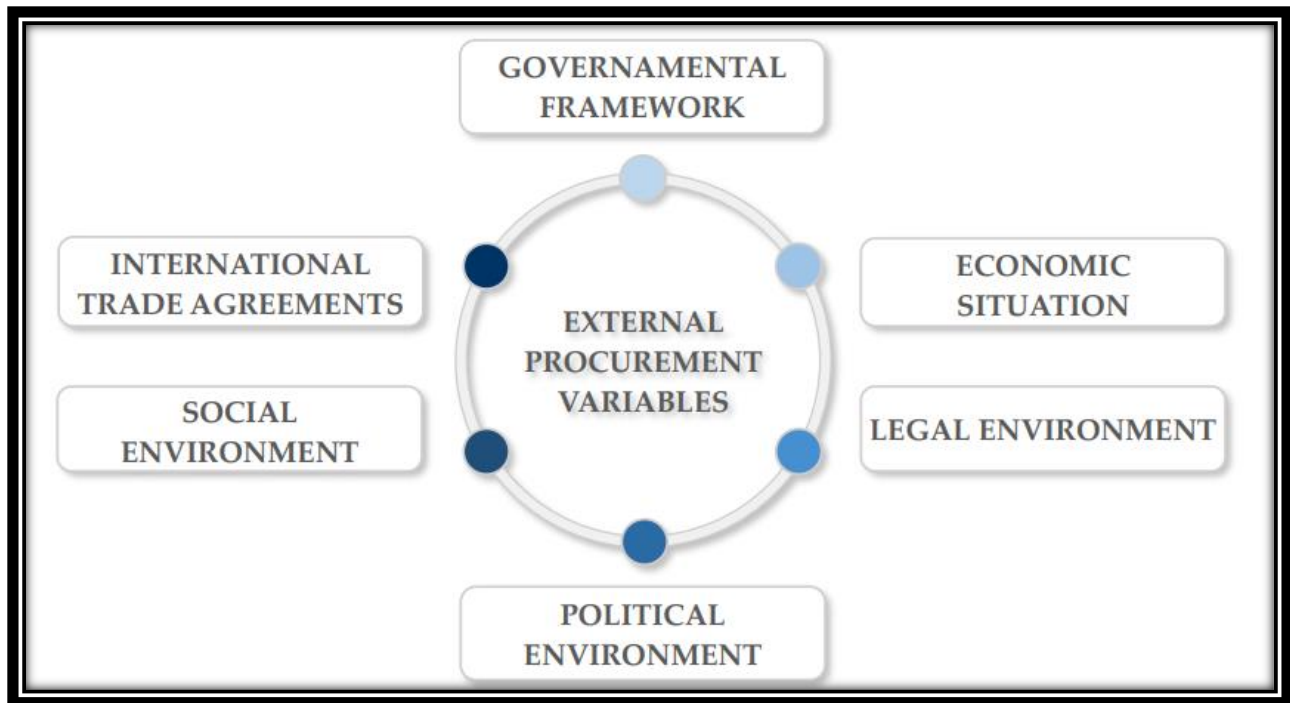 GOVERNAMENTAL
FRAMEWORK
INTERNATIONAL
TRADE AGREEMENTS
ECONOMIC
SITUATION
EXTERNAL
PROCUREMENT
VARIABLES
SOCIAL
ENVIRONMENT
LEGAL ENVIRONMENT
POLITICAL
ENVIRONMENT